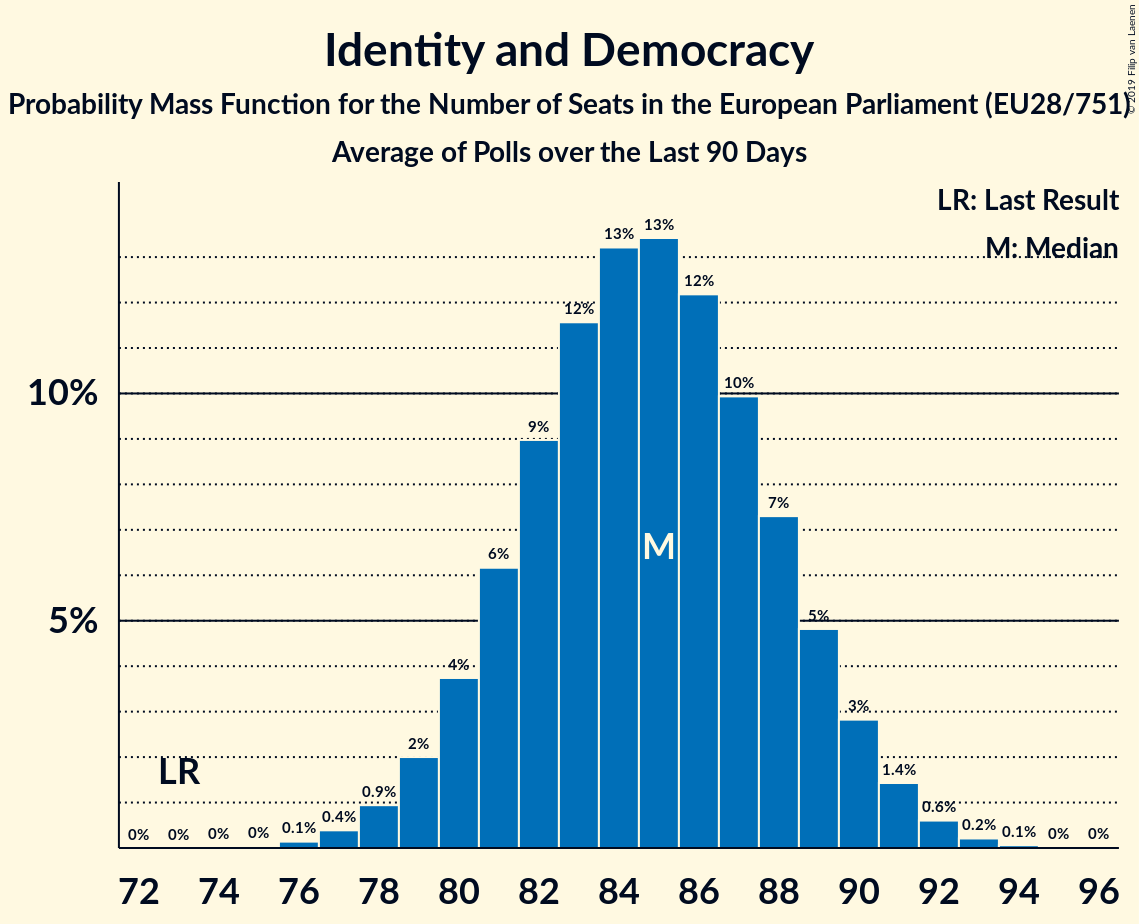 Identity and Democracy
Probability Mass Function for the Number of Seats in the European Parliament (EU28/751)
Average of Polls over the Last 90 Days
© 2019 Filip van Laenen
LR: Last Result
M: Median
13% 13%
12% 12%
10%
10%
9%
7%
M
6%
5%
5%
4%
3%
2%
LR
1.4%
0.9%
0.6%
0.4%
0.2%
0% 0% 0% 0% 0.1% 0.1% 0% 0%
72 74 76 78 80 82 84 86 88 90 92 94 96